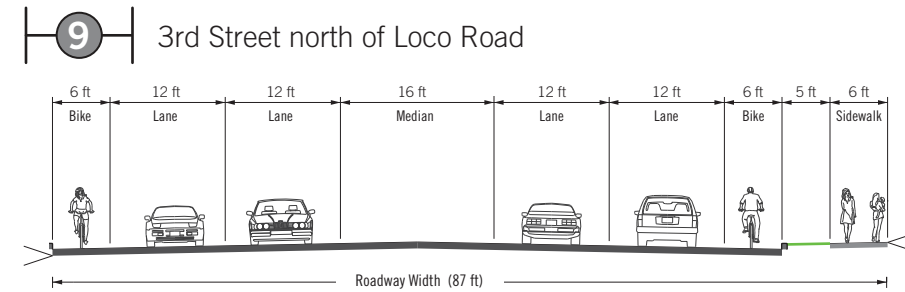 9 3rd Street north of Loco Road
6 ft 12 ft 12 ft 16 ft 12 ft 12 ft 6 ft 5 ft 6 ft
Bike Lane Lane Median Lane Lane Bike Sidewalk
Roadway Width (87 ft)